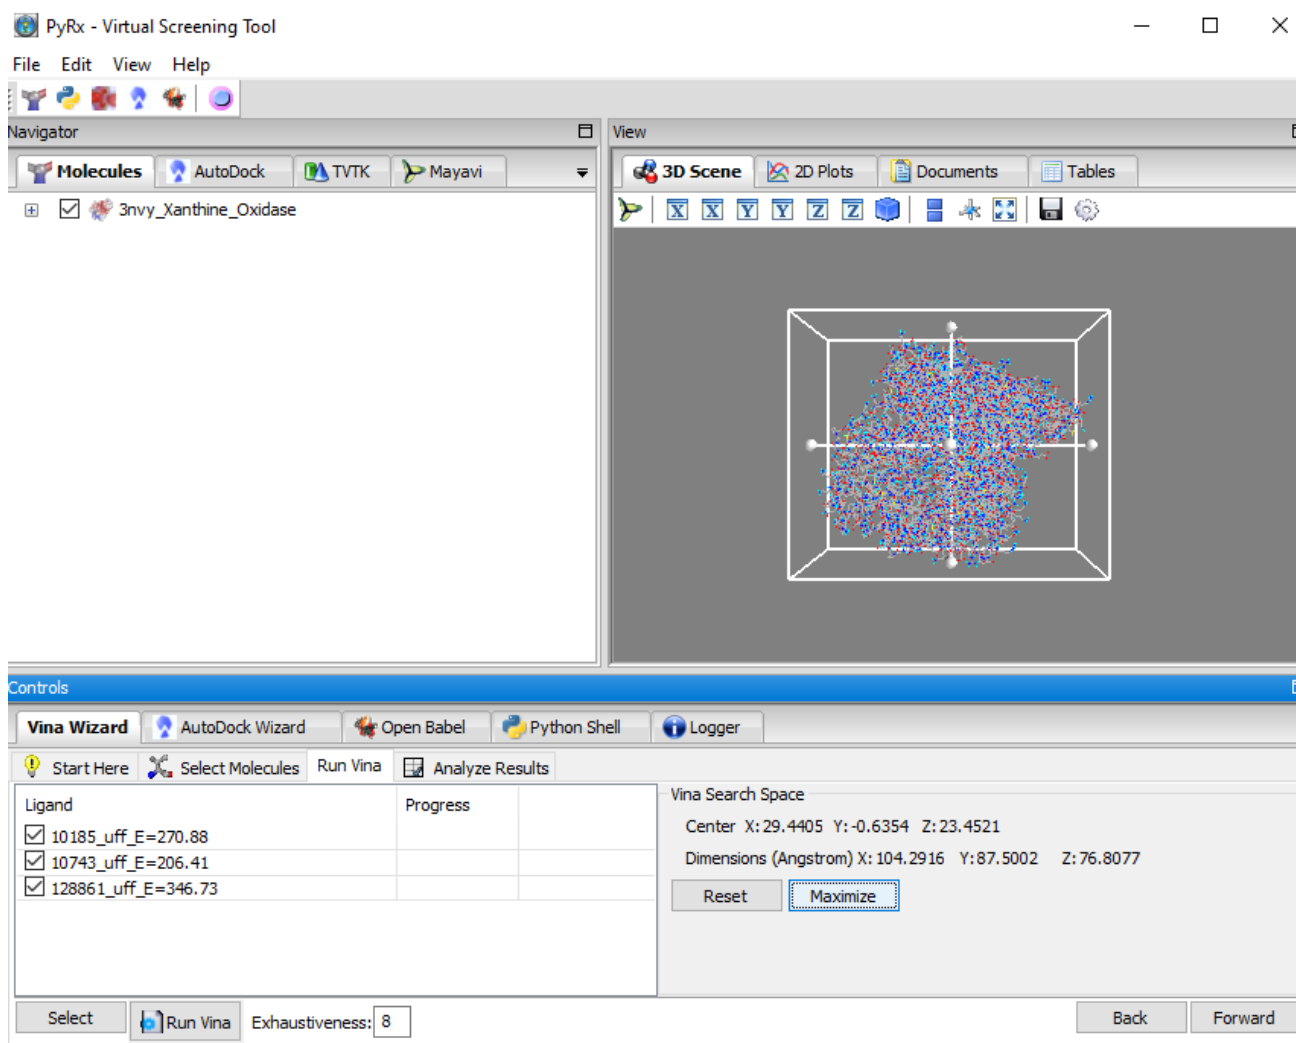 PyRx - Virtual Screening Tool
File Edit View Help
Navigator
Molecules AutoDock TVTK Mayavi
3nvy_Xanthine_Oxidase
View
3D Scene 2D Plots Documents Tables
X X Y Y Z Z
Controls
Vina Wizard AutoDock Wizard Open Babel Python Shell Logger
Start Here Select Molecules Run Vina Analyze Results
Ligand Progress
10185_uff_E=270.88
10743_uff_E=206.41
128861_uff_E=346.73
Vina Search Space
Center X:29.4405 Y:-0.6354 Z:23.4521
Dimensions (Angstrom) X:104.2916 Y:87.5002 Z:76.8077
Reset Maximize
Select Run Vina Exhaustiveness: 8 Back Forward